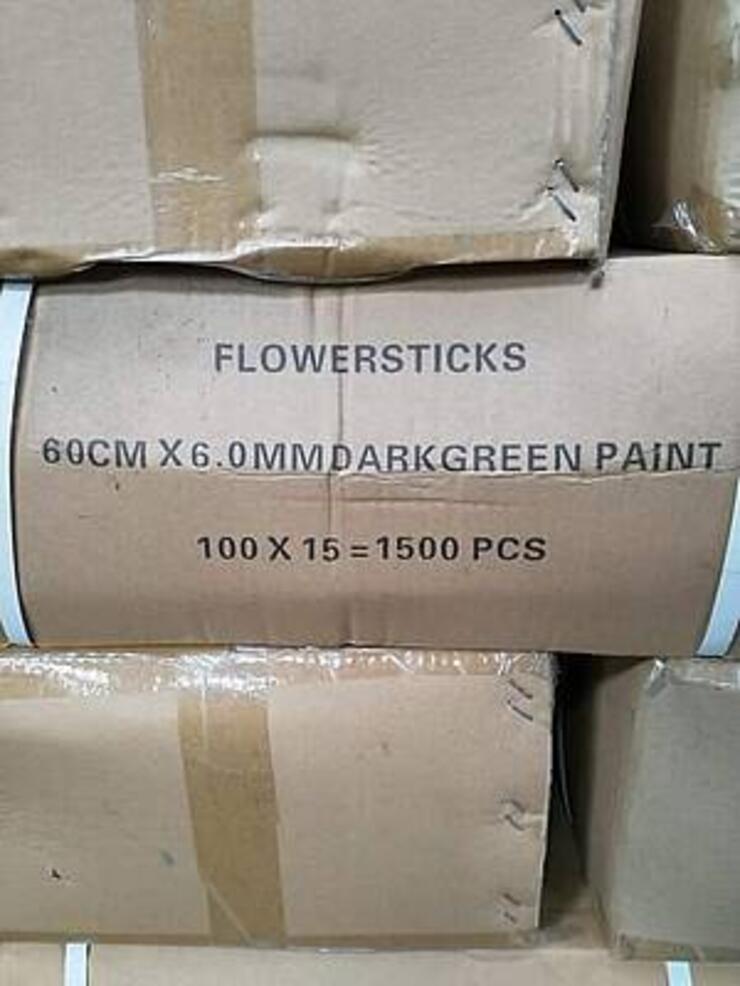 FLOWERSTICKS
60CM X 6.0MMDARKGREEN PAiNT
100 X 15 = 1500 PCS